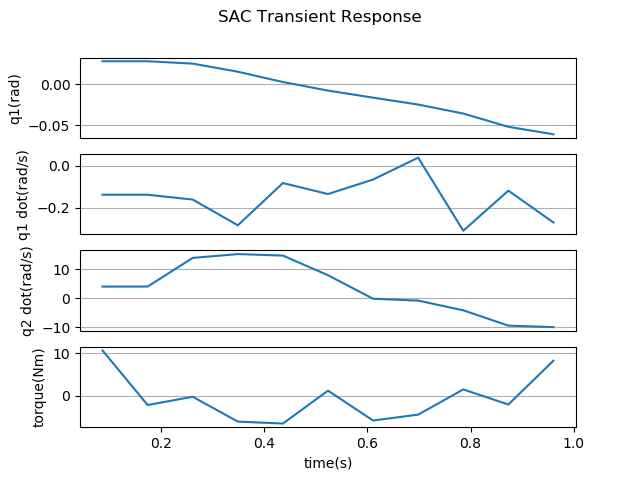 SAC Transient Response
q1(rad)
0.00
−0.05
q1 dot(rad/s)
0.0
−0.2
q2 dot(rad/s)
10
0
−10
torque(Nm)
10
0
0.2 0.4 0.6 0.8 1.0
time(s)